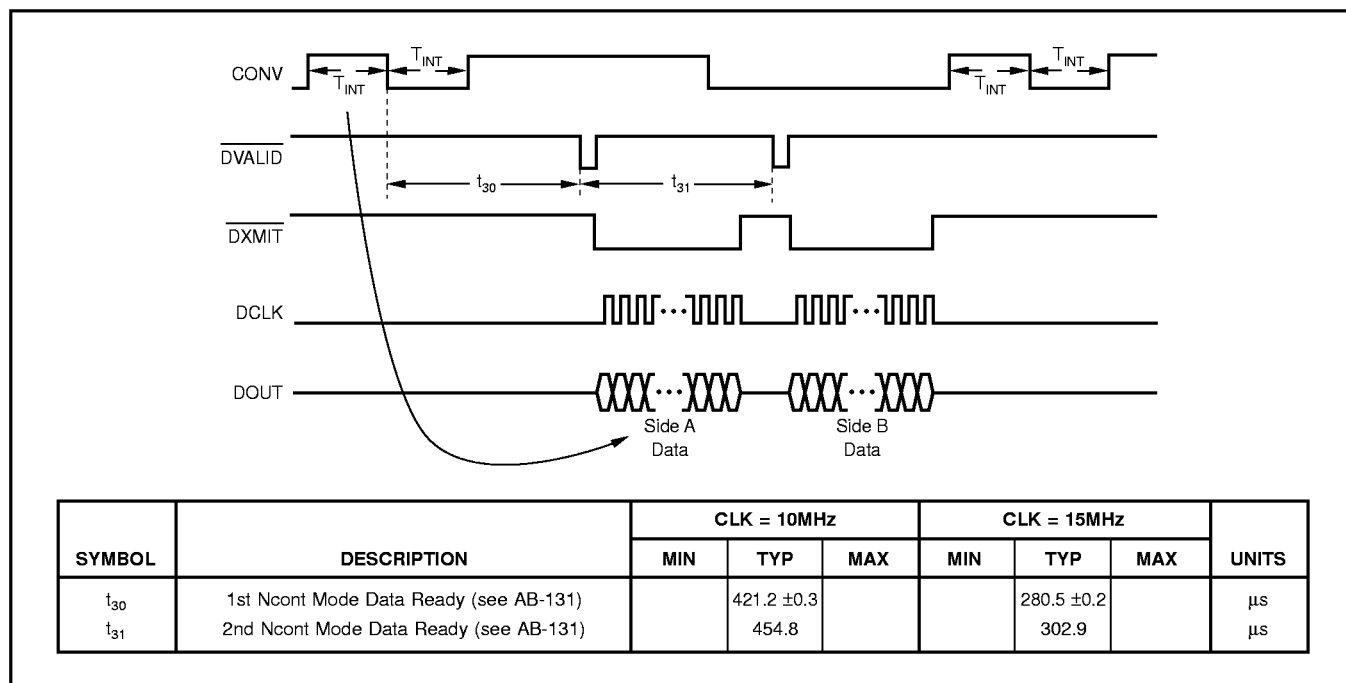 CONV
T_INT
T_INT
T_INT
T_INT
DVALID
t30
t31
DXMIT
DCLK
DOUT
Side A
Data
Side B
Data
SYMBOL DESCRIPTION CLK = 10MHz CLK = 15MHz UNITS
MIN TYP MAX MIN TYP MAX
t30 1st Ncont Mode Data Ready (see AB-131) 421.2 ±0.3 280.5 ±0.2 µs
t31 2nd Ncont Mode Data Ready (see AB-131) 454.8 302.9 µs